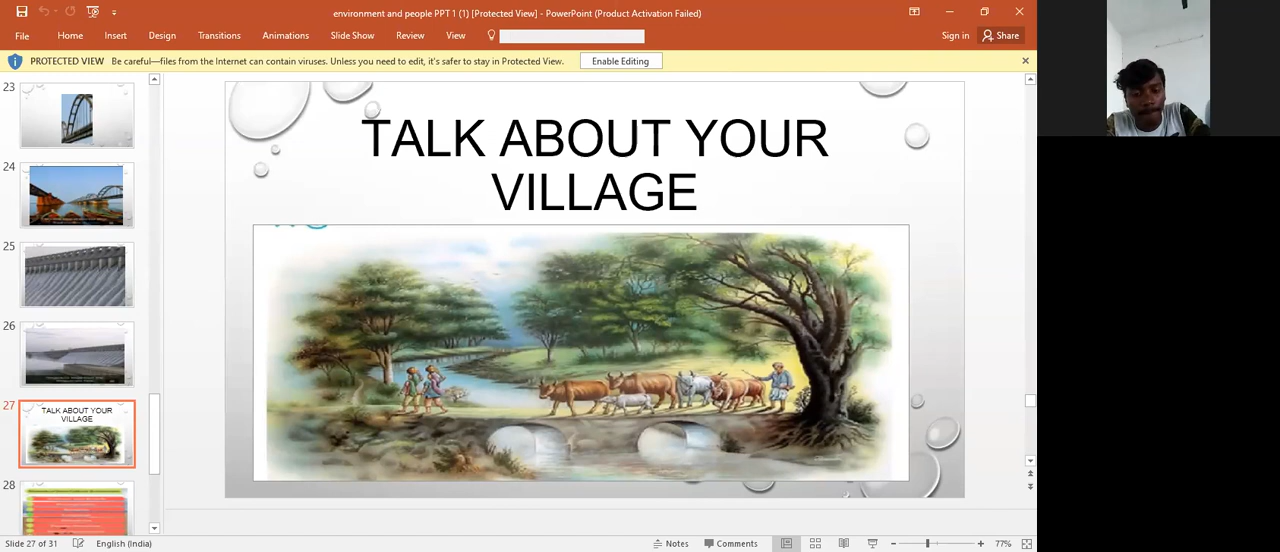 environment and people PPT 1 (1) [Protected View] - PowerPoint (Product Activation Failed)
File Home Insert Design Transitions Animations Slide Show Review View Sign in Share
PROTECTED VIEW Be careful—files from the Internet can contain viruses. Unless you need to edit, it's safer to stay in Protected View. Enable Editing
23
24
25
26
27
TALK ABOUT YOUR
VILLAGE
28
TALK ABOUT YOUR
VILLAGE
Slide 27 of 31 English (India) Notes Comments 77%